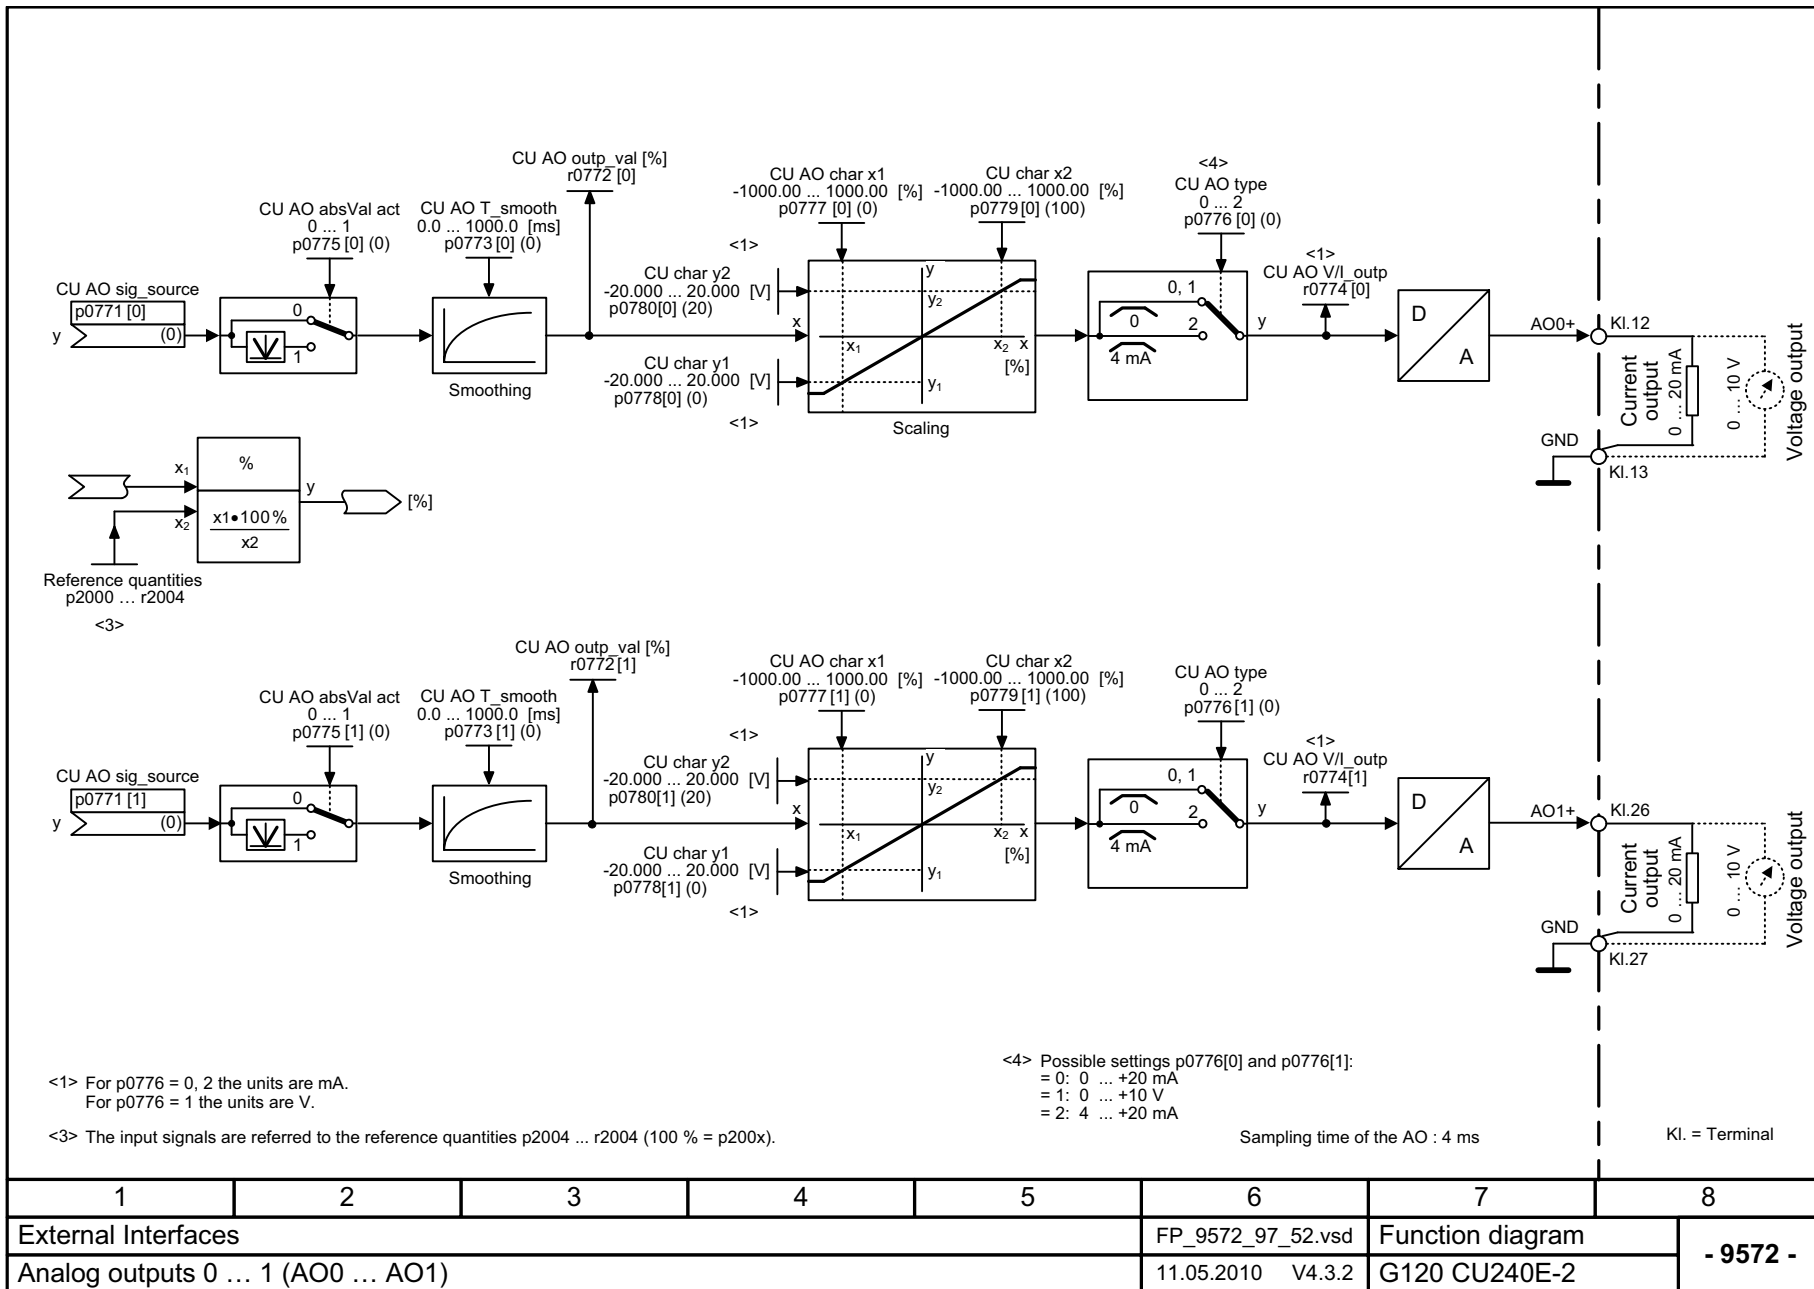 CU AO outp_val [%]
r0772 [0]
CU AO char x1
-1000.00 ... 1000.00 [%]
p0777 [0] (0)
CU char x2
-1000.00 ... 1000.00 [%]
p0779 [0] (100)
<4>
CU AO type
0 ... 2
p0776 [0] (0)
CU AO absVal act
0 ... 1
p0775 [0] (0)
CU AO T_smooth
0.0 ... 1000.0 [ms]
p0773 [0] (0)
<1>
CU char y2
-20.000 ... 20.000 [V]
p0780[0] (20)
<1>
CU AO V/I_outp
r0774 [0]
CU AO sig_source
p0771 [0]
y
(0)
0
1
Smoothing
x
y
y2
x1
x2
x
[%]
y1
CU char y1
-20.000 ... 20.000 [V]
p0778[0] (0)
<1>
Scaling
0, 1
0
2
4 mA
y
D
A
AO0+
Kl.12
Current output
0 ... 20 mA
0 ... 10 V
Voltage output
GND
Kl.13
x1
x2
%
x1•100 %
x2
y
[%]
Reference quantities
p2000 ... r2004
<3>
CU AO outp_val [%]
r0772 [1]
CU AO char x1
-1000.00 ... 1000.00 [%]
p0777 [1] (0)
CU char x2
-1000.00 ... 1000.00 [%]
p0779 [1] (100)
CU AO type
0 ... 2
p0776 [1] (0)
CU AO absVal act
0 ... 1
p0775 [1] (0)
CU AO T_smooth
0.0 ... 1000.0 [ms]
p0773 [1] (0)
<1>
CU char y2
-20.000 ... 20.000 [V]
p0780[1] (20)
<1>
CU AO V/I_outp
r0774[1]
CU AO sig_source
p0771 [1]
y
(0)
0
1
Smoothing
x
y
y2
x1
x2
x
[%]
y1
CU char y1
-20.000 ... 20.000 [V]
p0778[1] (0)
<1>
0, 1
0
2
4 mA
y
D
A
AO1+
Kl.26
Current output
0 ... 20 mA
0 ... 10 V
Voltage output
GND
Kl.27
<1> For p0776 = 0, 2 the units are mA.
For p0776 = 1 the units are V.
<3> The input signals are referred to the reference quantities p2004 ... r2004 (100 % = p200x).
<4> Possible settings p0776[0] and p0776[1]:
= 0: 0 ... +20 mA
= 1: 0 ... +10 V
= 2: 4 ... +20 mA
Sampling time of the AO : 4 ms
Kl. = Terminal
1 2 3 4 5 6 7 8
External Interfaces
FP_9572_97_52.vsd
Function diagram
- 9572 -
Analog outputs 0 ... 1 (AO0 ... AO1)
11.05.2010 V4.3.2
G120 CU240E-2